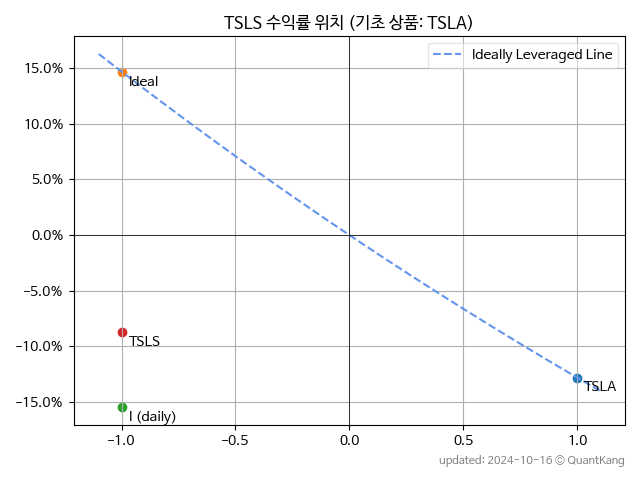 TSLS 수익률 위치 (기초 상품: TSLA)
Ideally Leveraged Line
15.0%
Ideal
10.0%
5.0%
0.0%
−5.0%
TSLS
−10.0%
TSLA
−15.0%
I (daily)
−1.0 −0.5 0.0 0.5 1.0
updated: 2024-10-16 © QuantKang